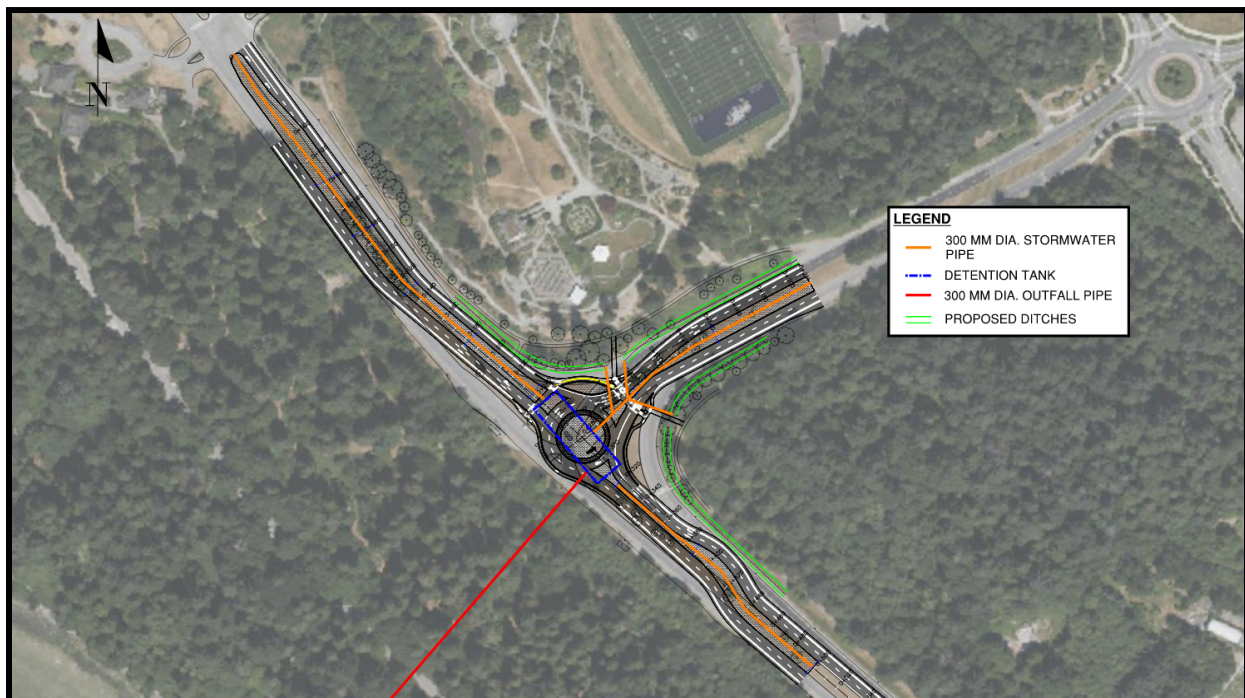 N
LEGEND
300 MM DIA. STORMWATER
PIPE
DETENTION TANK
300 MM DIA. OUTFALL PIPE
PROPOSED DITCHES